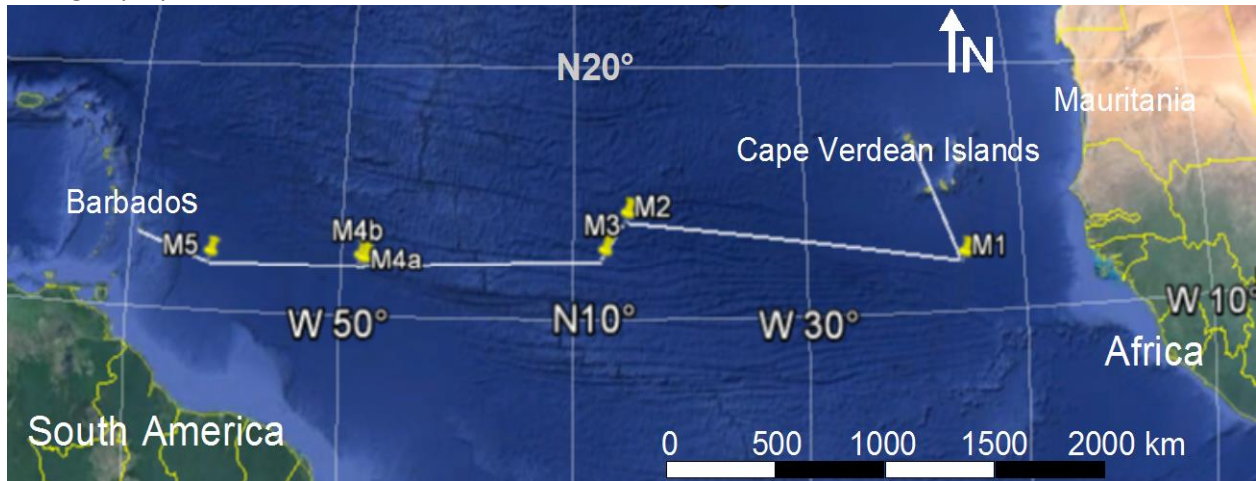 N
N20°
Mauritania
Cape Verdean Islands
Barbados
M2
M4b
M3
M5
M1
M4a
W 10°
W 50°
N10°
W 30°
Africa
South America
0 500 1000 1500 2000 km